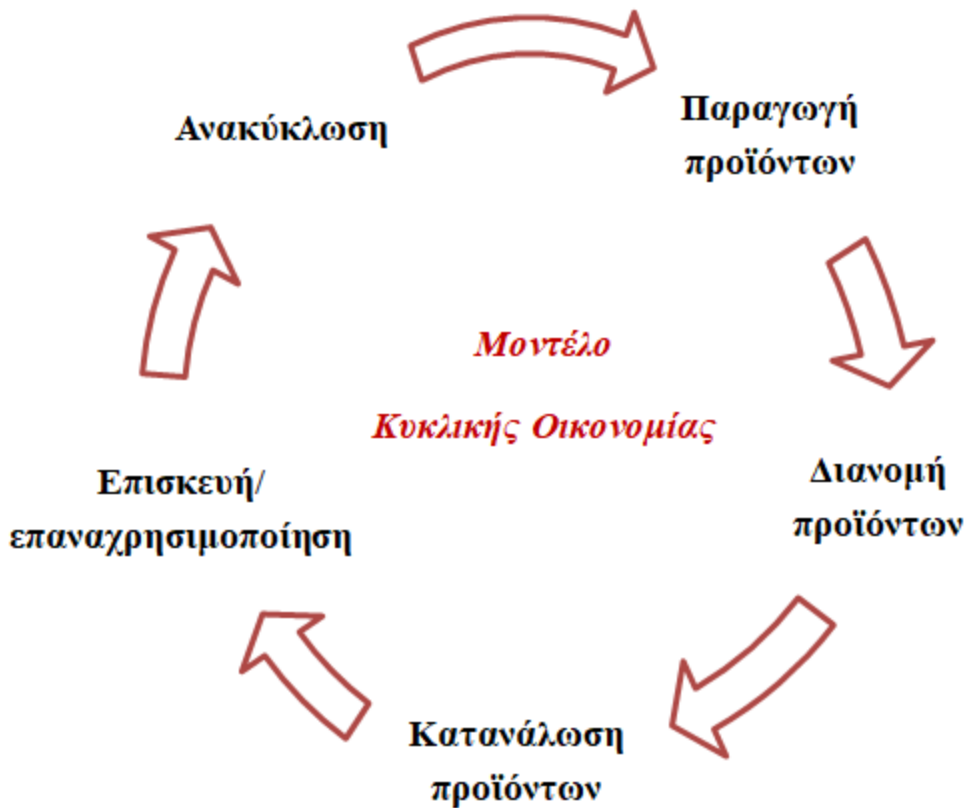 Ανακύκλωση
Παραγωγή
προϊόντων
Μοντέλο
Κυκλικής Οικονομίας
Επισκευή/
επαναχρησιμοποίηση
Διανομή
προϊόντων
Κατανάλωση
προϊόντων